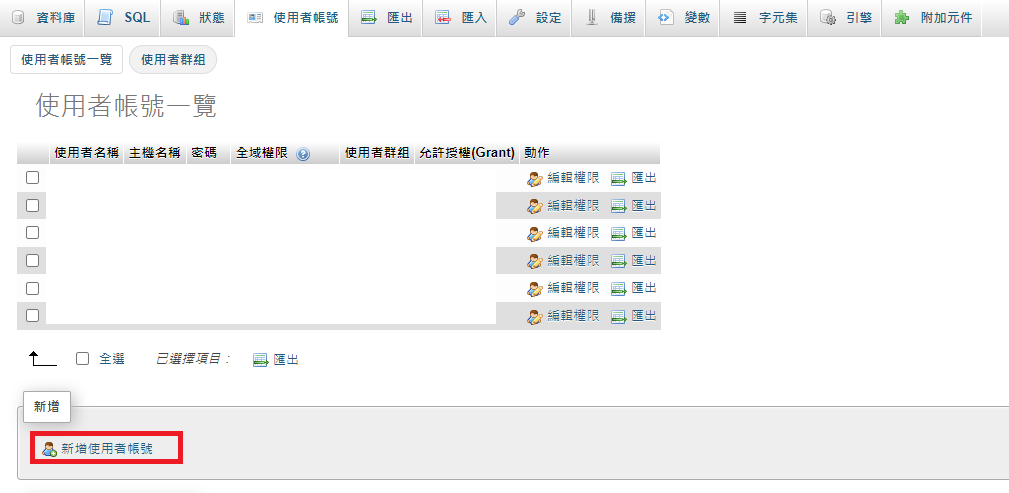 資料庫 SQL 狀態 使用者帳號 匯出 匯入 設定 備援 變數 字元集 引擎 附加元件
使用者帳號一覽 使用者群組
使用者帳號一覽
使用者名稱 主機名稱 密碼 全域權限 使用者群組 允許授權(Grant) 動作
編輯權限 匯出
編輯權限 匯出
編輯權限 匯出
編輯權限 匯出
編輯權限 匯出
編輯權限 匯出
全選 已選擇項目： 匯出
新增
新增使用者帳號